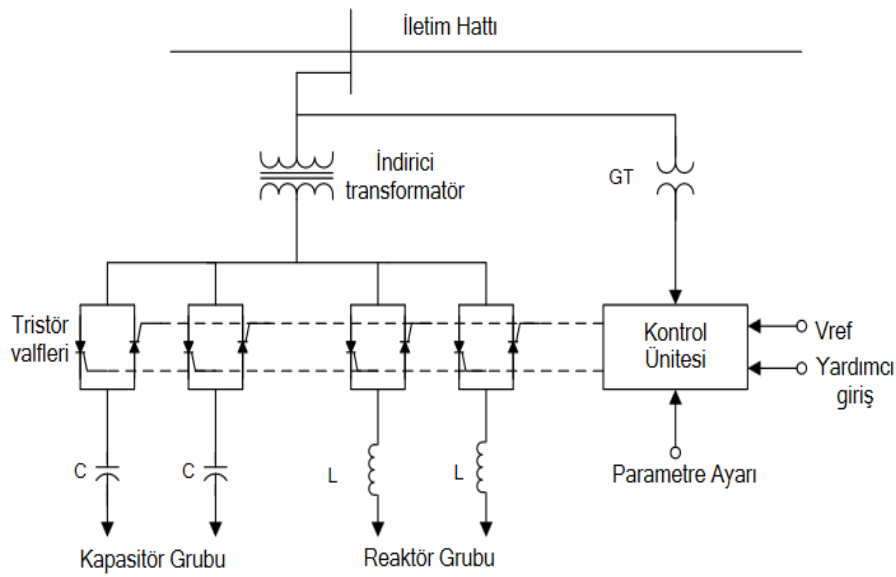 İletim Hattı
İndirici
transformatör
GT
Tristör
valfleri
Kontrol
Ünitesi
Vref
Yardımcı
giriş
C
C
L
L
Parametre Ayarı
Kapasitör Grubu
Reaktör Grubu